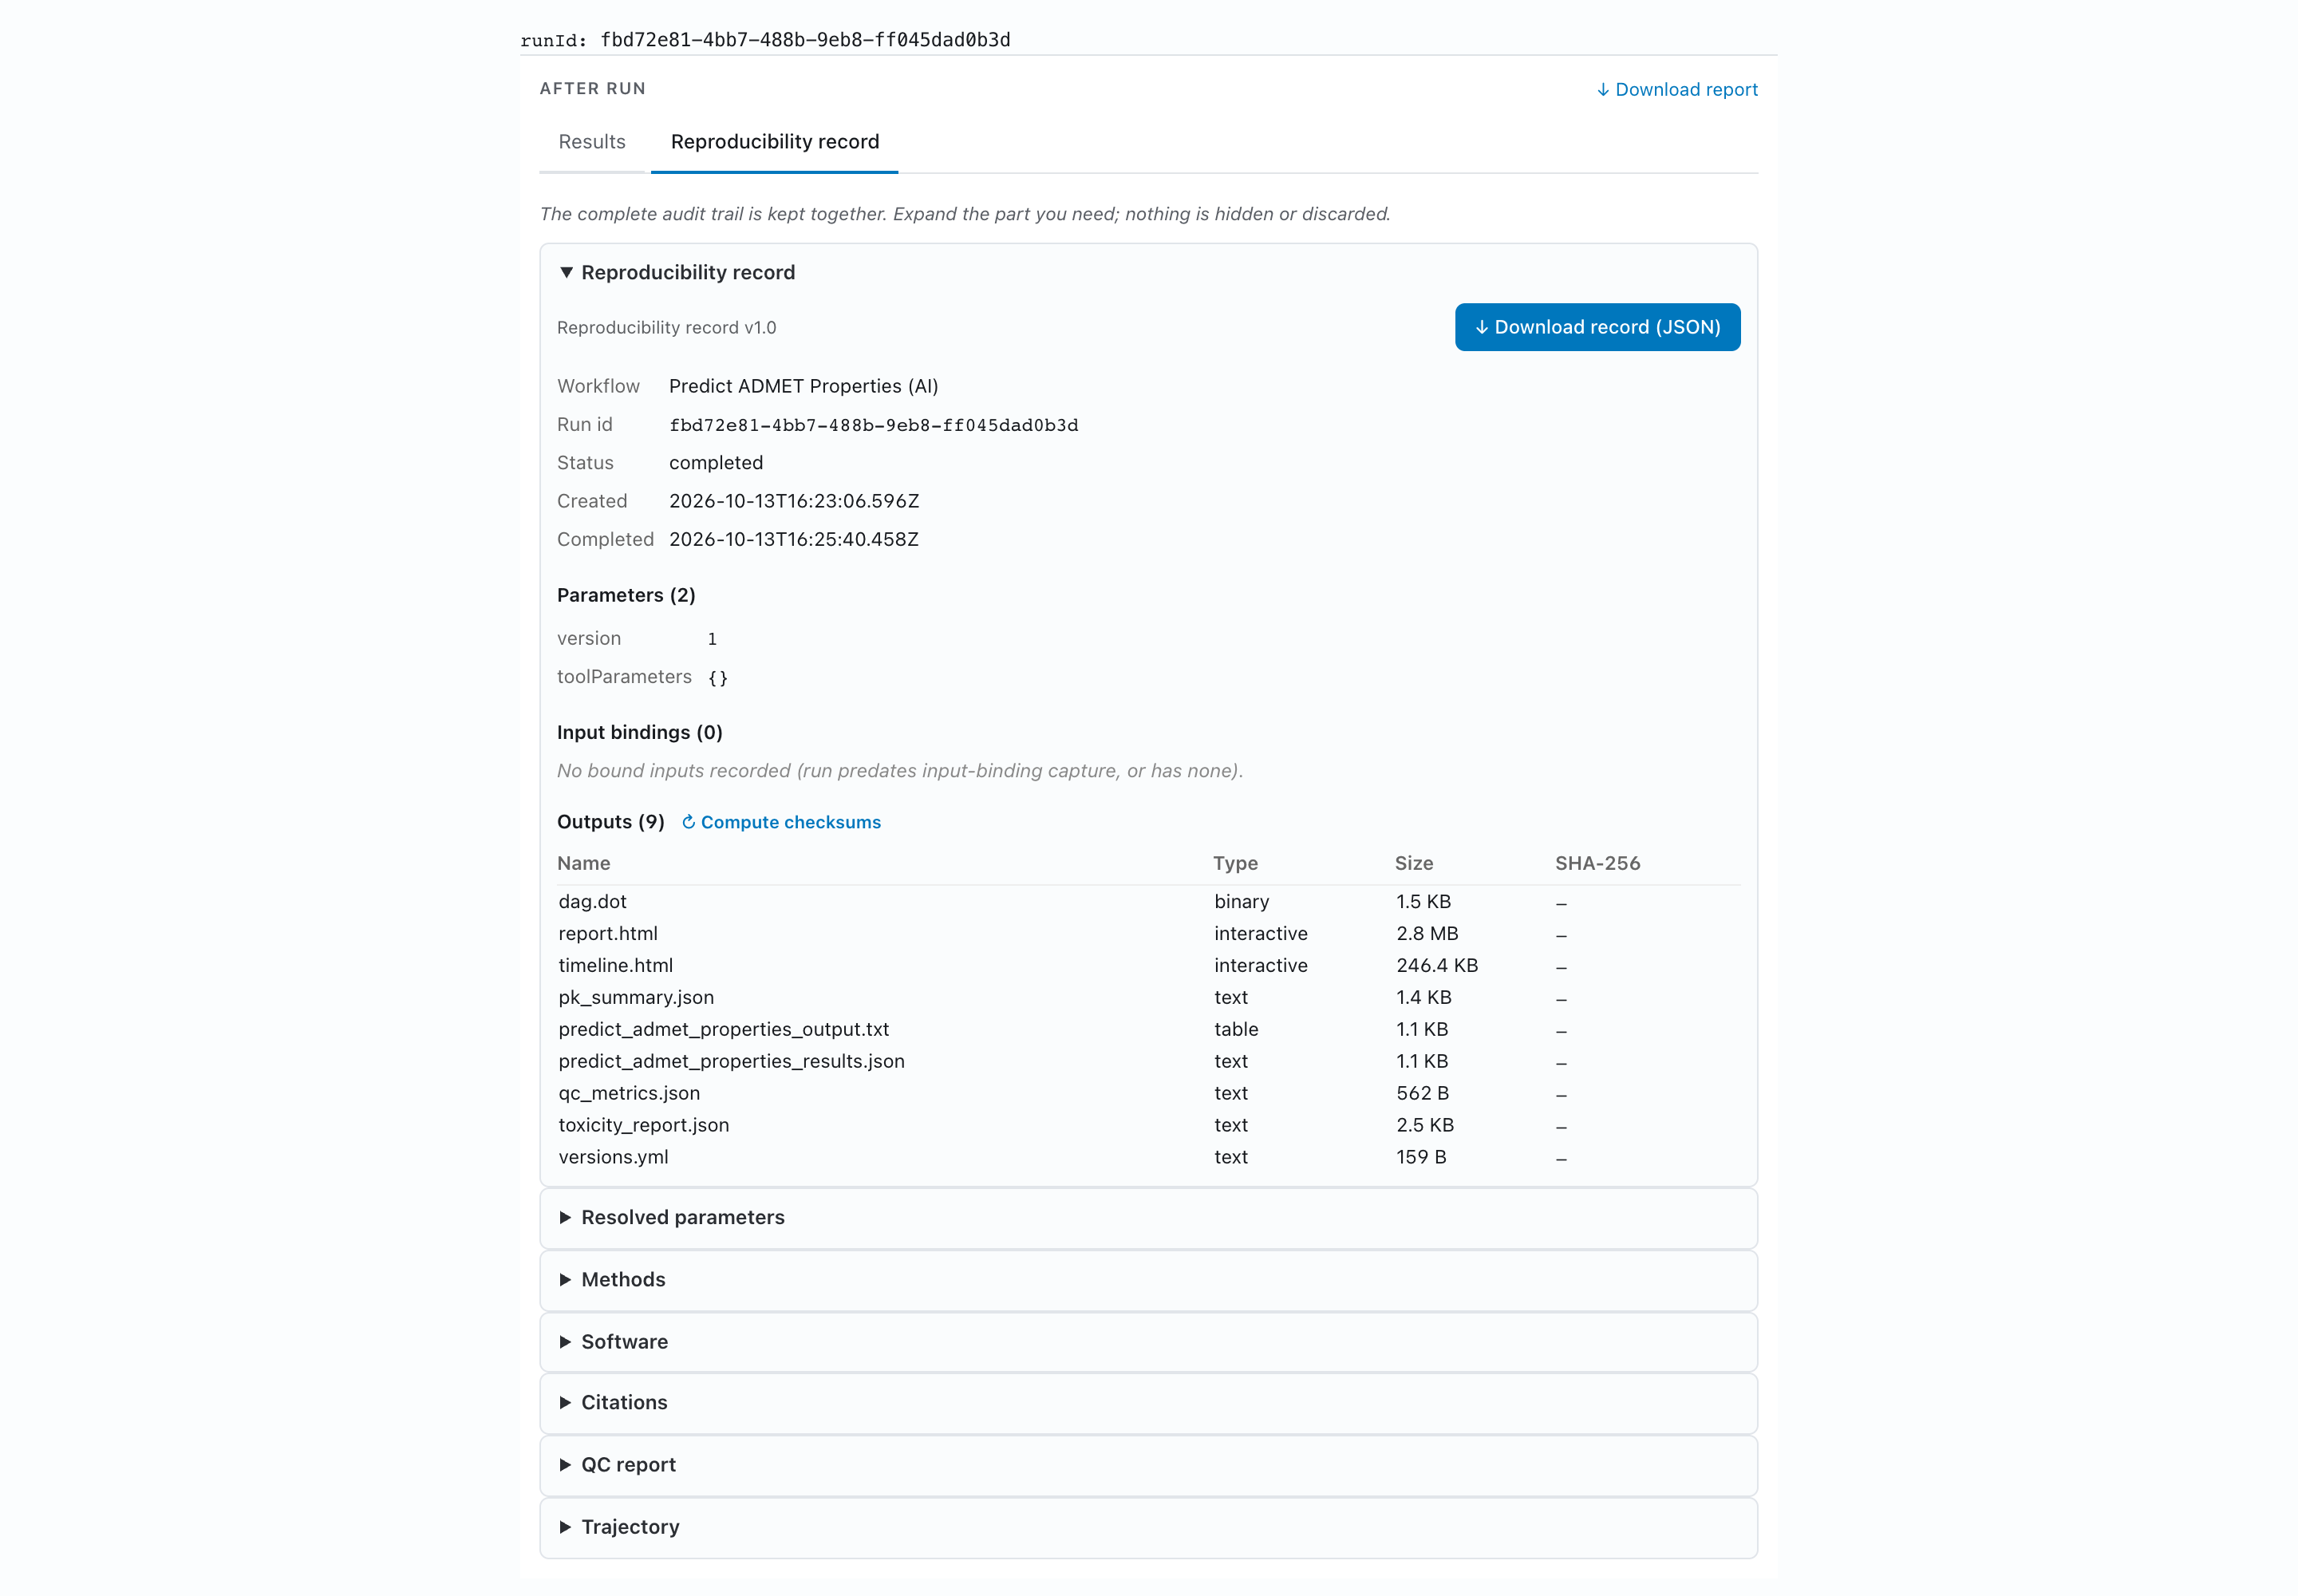 runId: fbd72e81-4bb7-488b-9eb8-ff045dad0b3d
AFTER RUN
↓ Download report
Results Reproducibility record
The complete audit trail is kept together. Expand the part you need; nothing is hidden or discarded.
▼ Reproducibility record
Reproducibility record v1.0
↓ Download record (JSON)
Workflow Predict ADMET Properties (AI)
Run id fbd72e81-4bb7-488b-9eb8-ff045dad0b3d
Status completed
Created 2026-10-13T16:23:06.596Z
Completed 2026-10-13T16:25:40.458Z
Parameters (2)
version 1
toolParameters {}
Input bindings (0)
No bound inputs recorded (run predates input-binding capture, or has none).
Outputs (9) ↻ Compute checksums
Name Type Size SHA-256
dag.dot binary 1.5 KB –
report.html interactive 2.8 MB –
timeline.html interactive 246.4 KB –
pk_summary.json text 1.4 KB –
predict_admet_properties_output.txt table 1.1 KB –
predict_admet_properties_results.json text 1.1 KB –
qc_metrics.json text 562 B –
toxicity_report.json text 2.5 KB –
versions.yml text 159 B –
▶ Resolved parameters
▶ Methods
▶ Software
▶ Citations
▶ QC report
▶ Trajectory